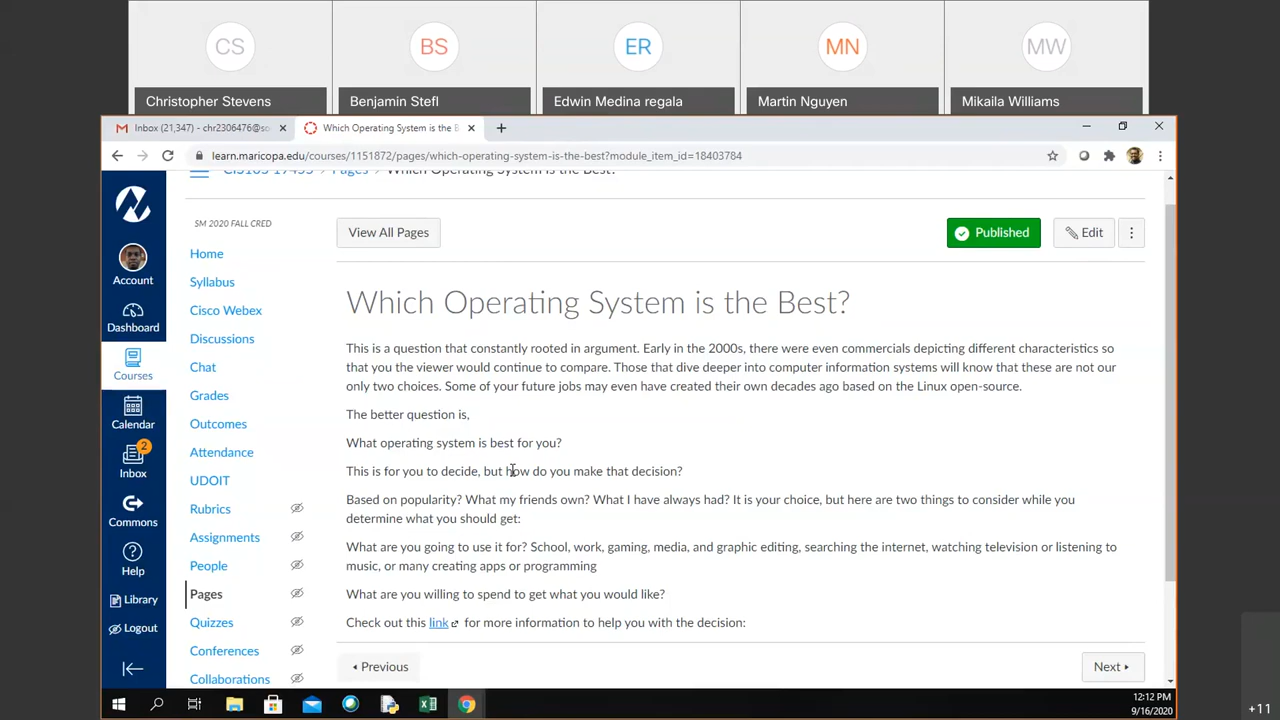 CS
BS
ER
MN
MW
Christopher Stevens
Benjamin Stefl
Edwin Medina regala
Martin Nguyen
Mikaila Williams
Inbox (21,347) - chr2306476@so
Which Operating System is the B
learn.maricopa.edu/courses/1151872/pages/which-operating-system-is-the-best?module_item_id=18403784
Pages
Which Operating System is the Best?
SM 2020 FALL CRED
Home
Syllabus
Cisco Webex
Discussions
Chat
Grades
Outcomes
Attendance
UDOIT
Rubrics
Assignments
People
Pages
Quizzes
Conferences
Collaborations
Account
Dashboard
Courses
Calendar
2
Inbox
Commons
Help
Library
Logout
View All Pages
Published
Edit
Which Operating System is the Best?
This is a question that constantly rooted in argument. Early in the 2000s, there were even commercials depicting different characteristics so
that you the viewer would continue to compare. Those that dive deeper into computer information systems will know that these are not our
only two choices. Some of your future jobs may even have created their own decades ago based on the Linux open-source.
The better question is,
What operating system is best for you?
This is for you to decide, but how do you make that decision?
Based on popularity? What my friends own? What I have always had? It is your choice, but here are two things to consider while you
determine what you should get:
What are you going to use it for? School, work, gaming, media, and graphic editing, searching the internet, watching television or listening to
music, or many creating apps or programming
What are you willing to spend to get what you would like?
Check out this link for more information to help you with the decision:
Previous
Next
12:12 PM
9/16/2020
+11